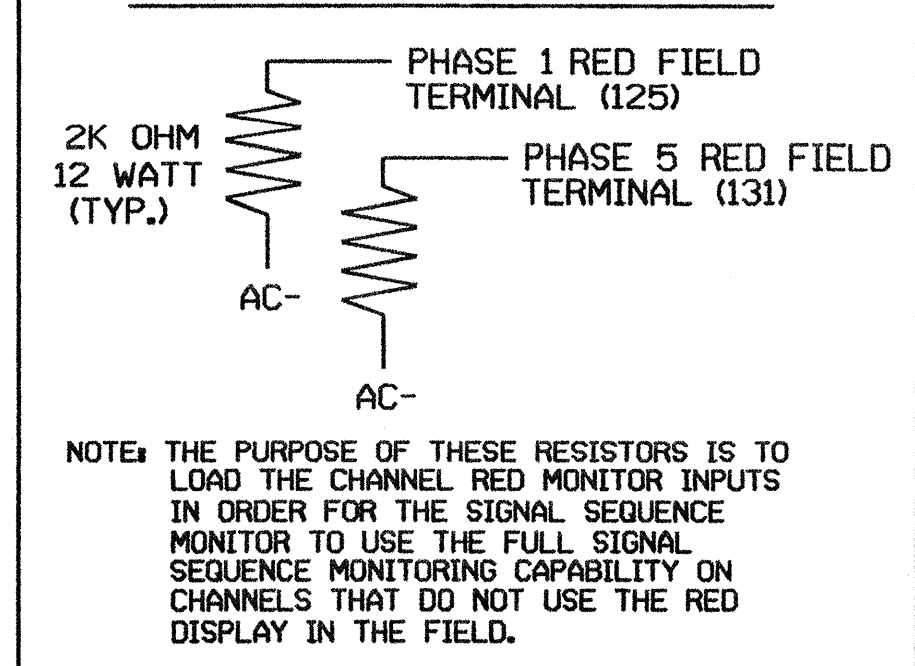 PHASE 1 RED FIELD
TERMINAL (125)
2K OHM
12 WATT
(TYP.)
PHASE 5 RED FIELD
TERMINAL (131)
AC-
AC-
NOTE: THE PURPOSE OF THESE RESISTORS IS TO
LOAD THE CHANNEL RED MONITOR INPUTS
IN ORDER FOR THE SIGNAL SEQUENCE
MONITOR TO USE THE FULL SIGNAL
SEQUENCE MONITORING CAPABILITY ON
CHANNELS THAT DO NOT USE THE RED
DISPLAY IN THE FIELD.